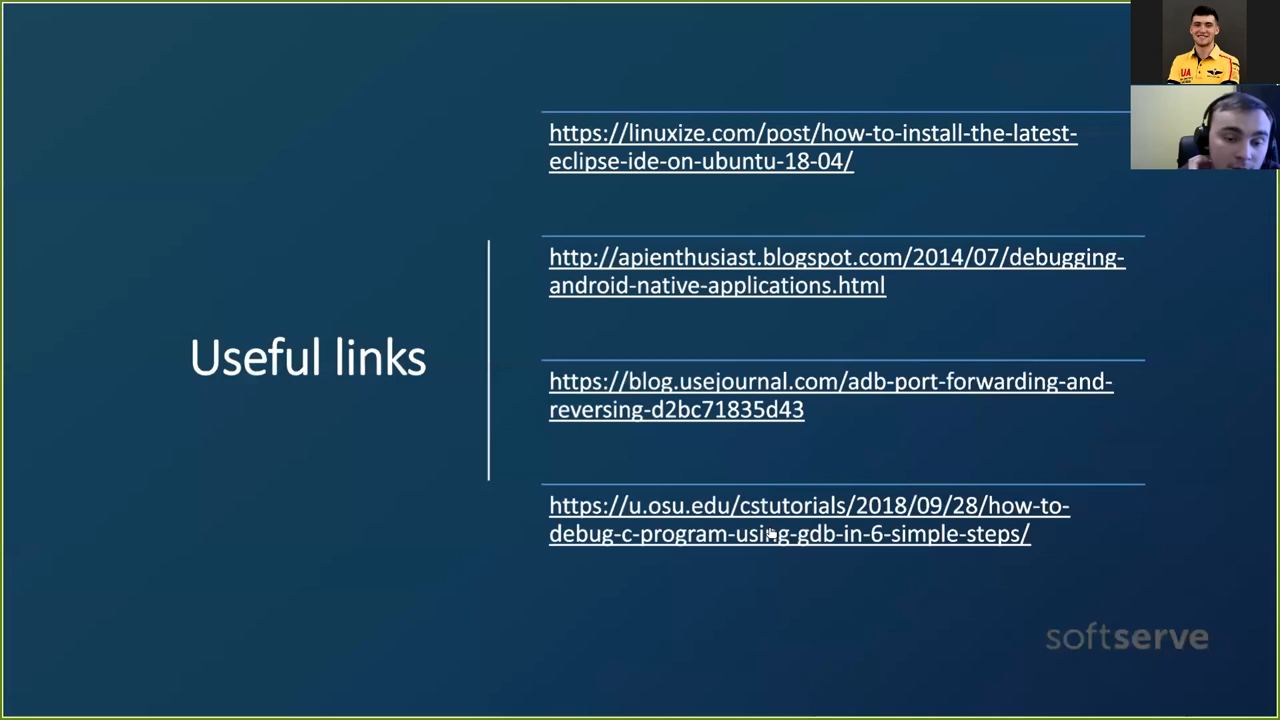 Useful links
https://linuxize.com/post/how-to-install-the-latest-
eclipse-ide-on-ubuntu-18-04/
http://apienthusiast.blogspot.com/2014/07/debugging-
android-native-applications.html
https://blog.usejournal.com/adb-port-forwarding-and-
reversing-d2bc71835d43
https://u.osu.edu/cstutorials/2018/09/28/how-to-
debug-c-program-using-gdb-in-6-simple-steps/
softserve
UA